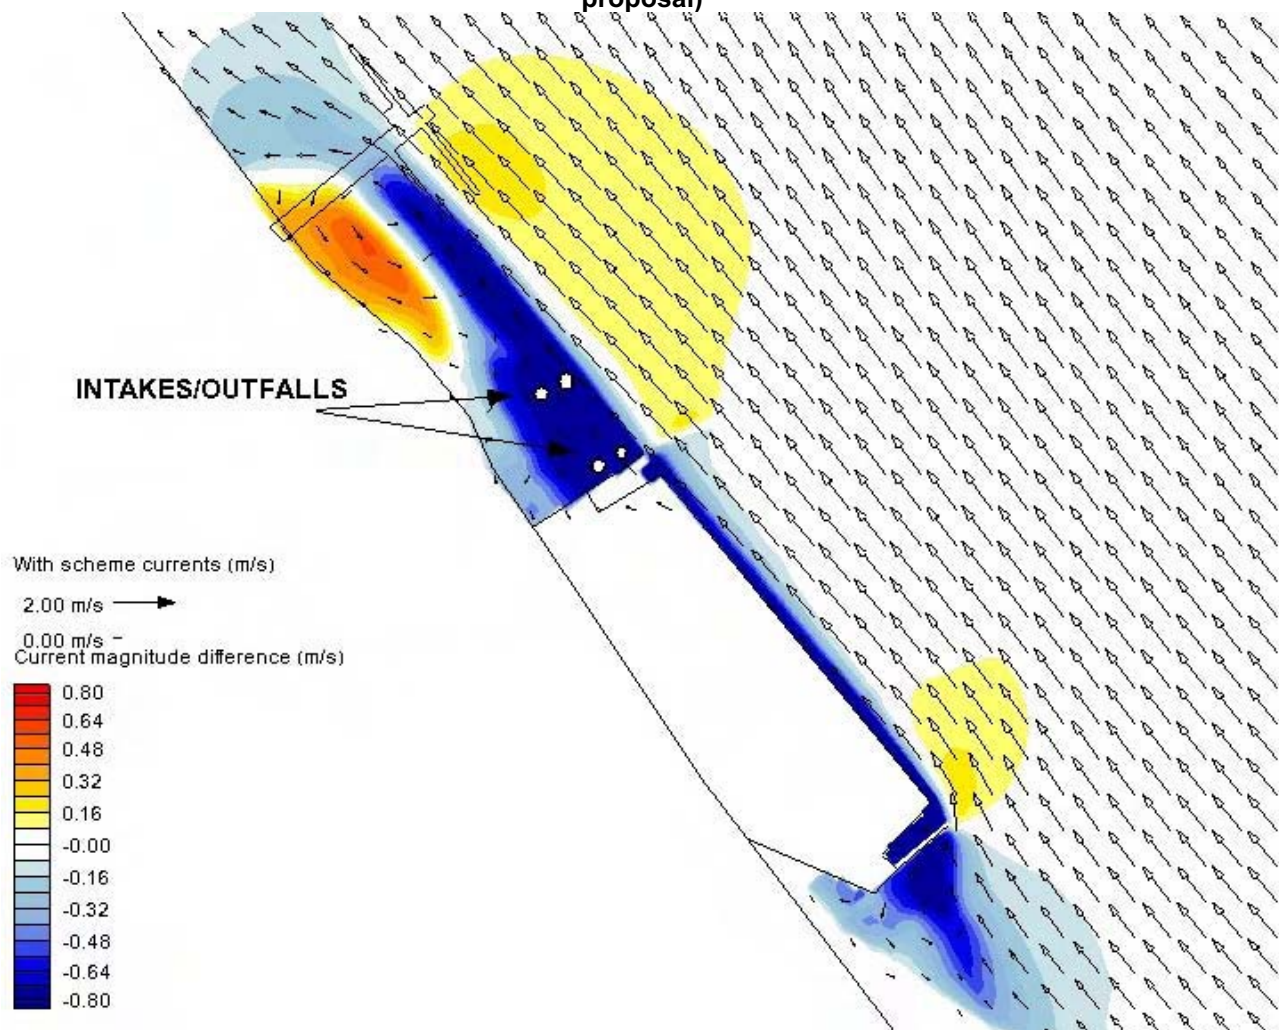 proposal)
INTAKES/OUTFALLS
With scheme currents (m/s)
2.00 m/s
0.00 m/s
Current magnitude difference (m/s)
0.80
0.64
0.48
0.32
0.16
-0.00
-0.16
-0.32
-0.48
-0.64
-0.80